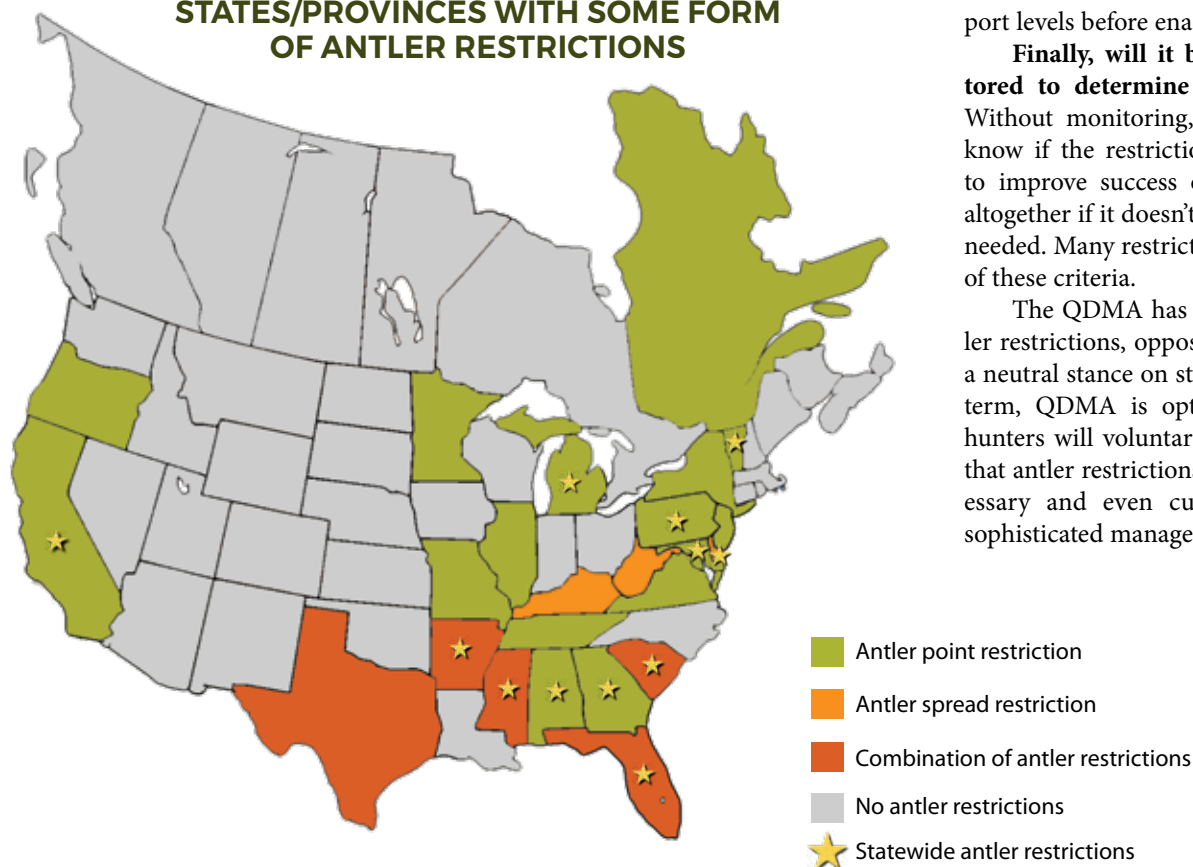 STATES/PROVINCES WITH SOME FORM
OF ANTLER RESTRICTIONS
Antler point restriction
Antler spread restriction
Combination of antler restrictions
No antler restrictions
Statewide antler restrictions
port levels before ena
Finally, will it b
tored to determine
Without monitoring,
know if the restrictio
to improve success
altogether if it doesn't
needed. Many restrict
of these criteria.
The QDMA has
ler restrictions, oppos
a neutral stance on st
term, QDMA is opt
hunters will voluntar
that antler restrictions
essary and even cu
sophisticated manage